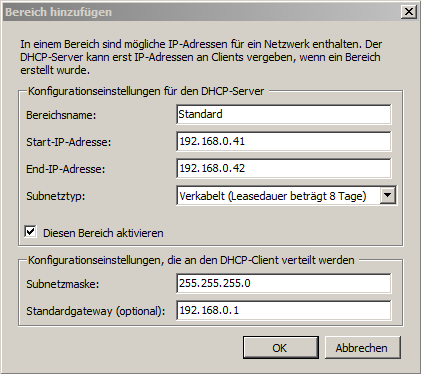 Bereich hinzufügen
In einem Bereich sind mögliche IP-Adressen für ein Netzwerk enthalten. Der
DHCP-Server kann erst IP-Adressen an Clients vergeben, wenn ein Bereich
erstellt wurde.
Konfigurationseinstellungen für den DHCP-Server
Bereichsname: Standard
Start-IP-Adresse: 192.168.0.41
End-IP-Adresse: 192.168.0.42
Subnetztyp: Verkabelt (Leasedauer beträgt 8 Tage)
Diesen Bereich aktivieren
Konfigurationseinstellungen, die an den DHCP-Client verteilt werden
Subnetzmaske: 255.255.255.0
Standardgateway (optional): 192.168.0.1
OK Abbrechen